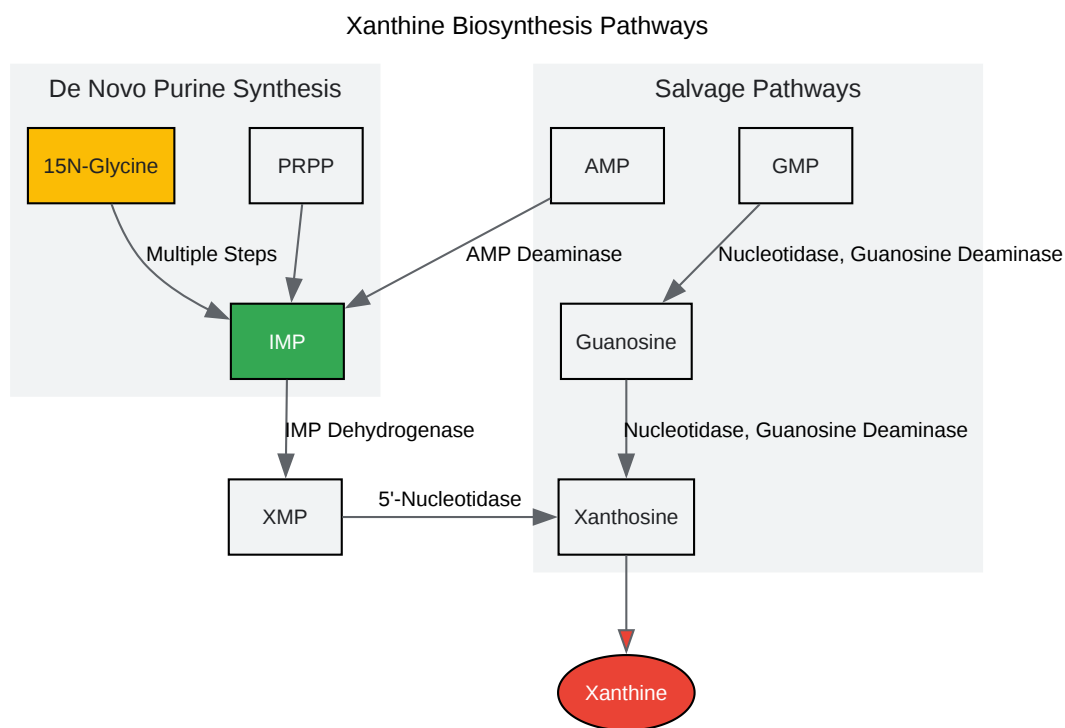 Xanthine Biosynthesis Pathways
De Novo Purine Synthesis
Salvage Pathways
15N-Glycine
PRPP
AMP
GMP
Multiple Steps
AMP Deaminase
Nucleotidase, Guanosine Deaminase
IMP
Guanosine
IMP Dehydrogenase
Nucleotidase, Guanosine Deaminase
XMP
5'-Nucleotidase
Xanthosine
Xanthine